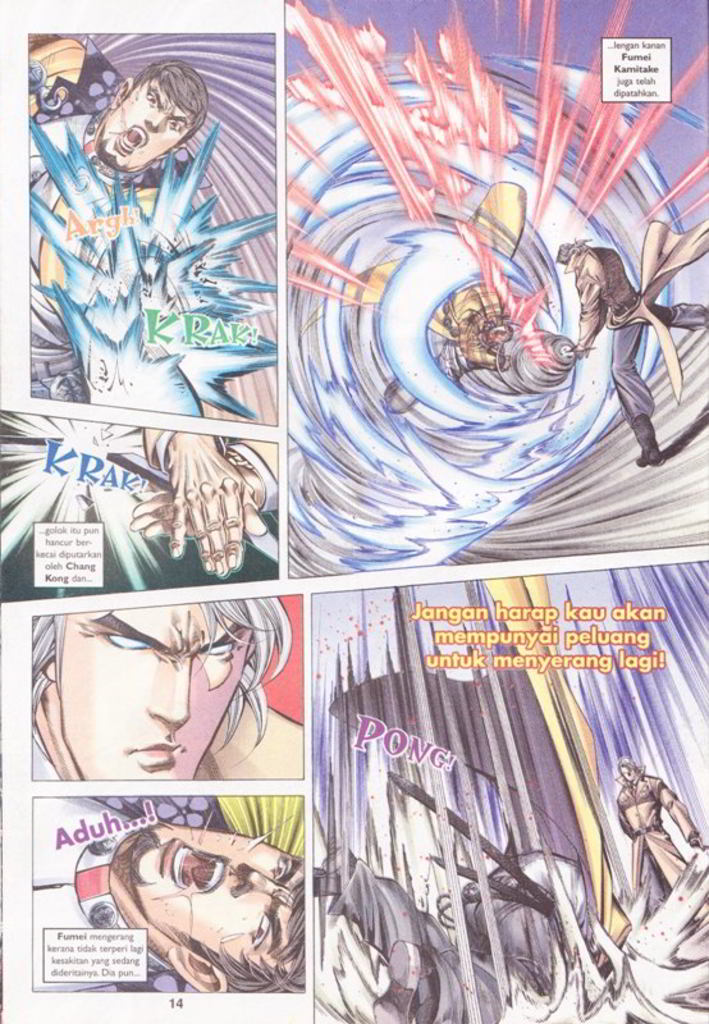 Argh!
KRAK!
...lengan kanan
Fumei
Kamitake
juga telah
dipatahkan.
KRAK!
...golok itu pun
hancur ber-
kecai diputarkan
oleh Chang
Kong dan...
Jangan harap kau akan
mempunyai peluang
untuk menyerang lagi!
PONG!
Aduh...!
Fumei mengerang
kerana tidak terperi lagi
kesakitan yang sedang
dideritainya. Dia pun...
14